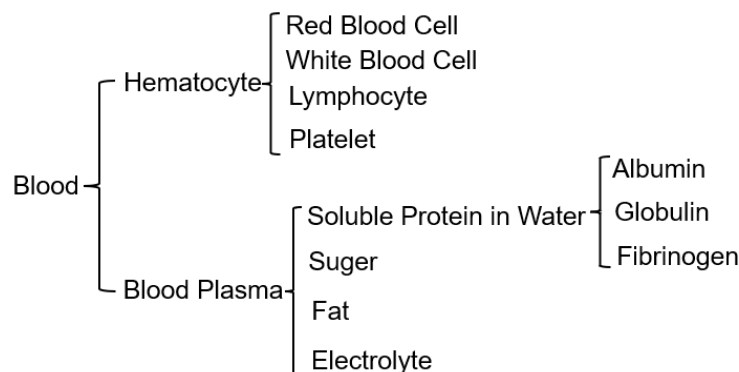 Red Blood Cell
White Blood Cell
Hematocyte
Lymphocyte
Platelet
Blood
Albumin
Soluble Protein in Water
Globulin
Fibrinogen
Suger
Blood Plasma
Fat
Electrolyte